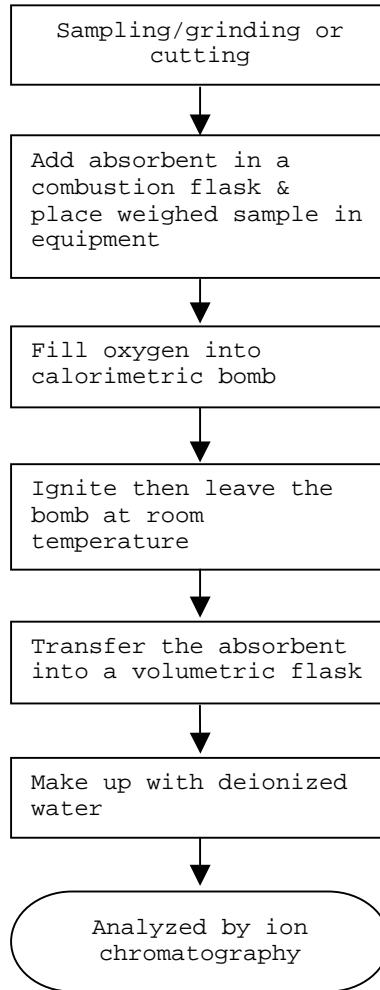 Sampling/grinding or
cutting
Add absorbent in a
combustion flask &
place weighed sample in
equipment
Fill oxygen into
calorimetric bomb
Ignite then leave the
bomb at room
temperature
Transfer the absorbent
into a volumetric flask
Make up with deionized
water
Analyzed by ion
chromatography